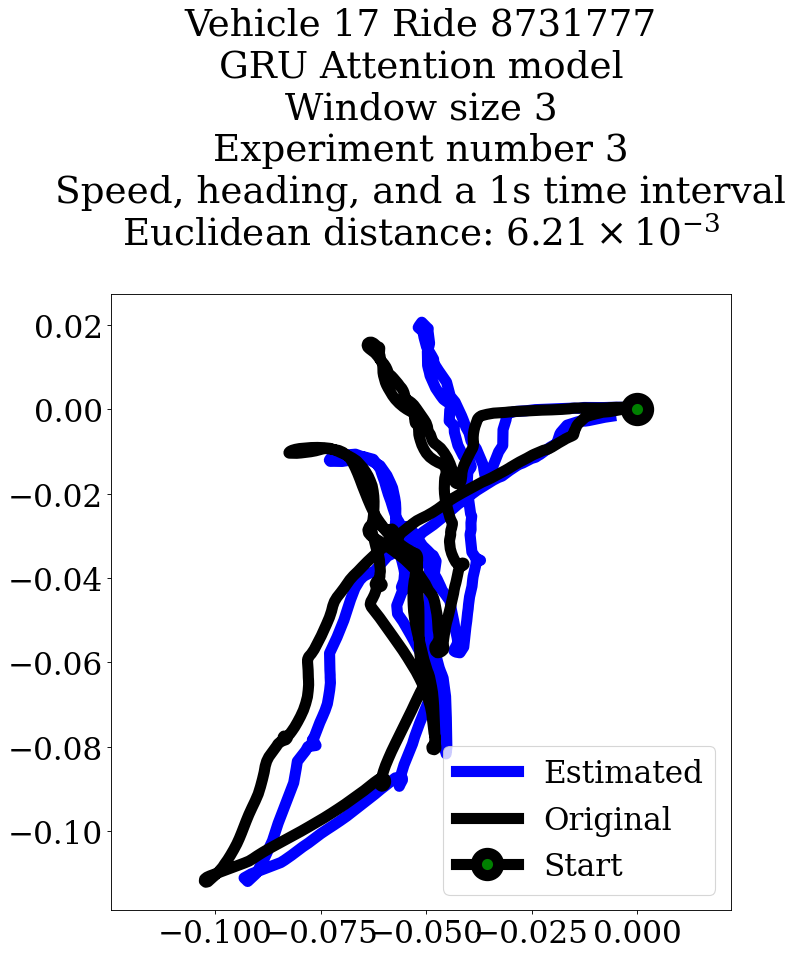 Vehicle 17 Ride 8731777
GRU Attention model
Window size 3
Experiment number 3
Speed, heading, and a 1s time interval
Euclidean distance: 6.21 × 10⁻³
0.02
0.00
−0.02
−0.04
−0.06
−0.08
−0.10
Estimated
Original
Start
−0.100 −0.075 −0.050 −0.025 0.000